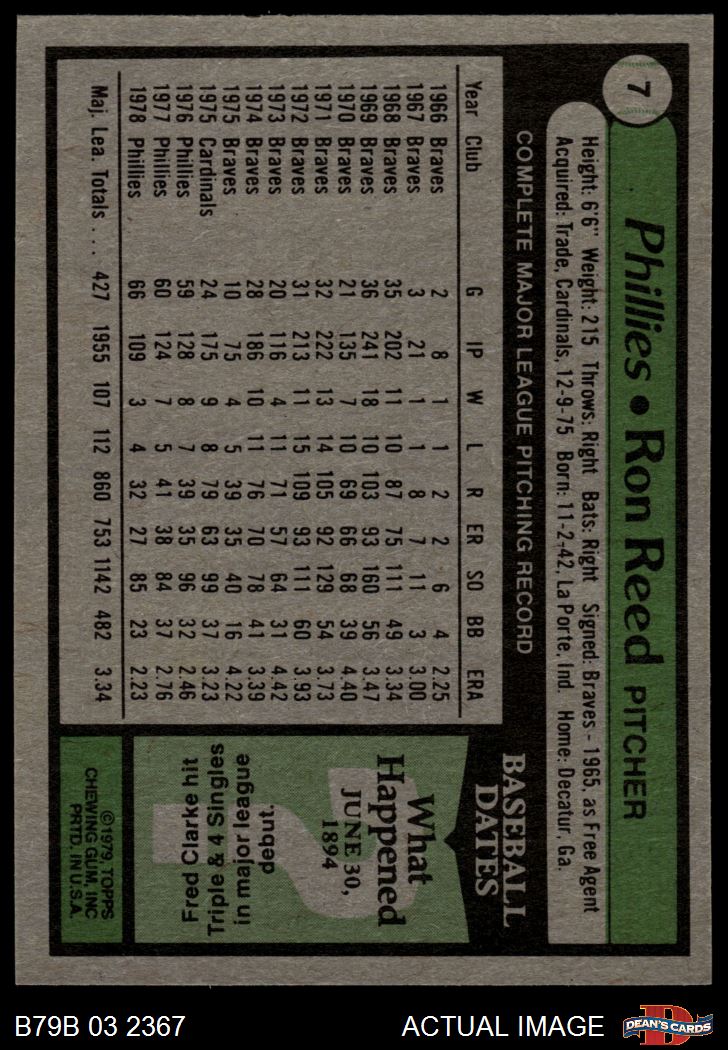 7
Phillies • Ron Reed PITCHER
Height: 6'6" Weight: 215 Throws: Right Bats: Right Signed: Braves - 1965, as Free Agent
Acquired: Trade, Cardinals, 12-9-75 Born: 11-2-42, La Porte, Ind. Home: Decatur, Ga.
COMPLETE MAJOR LEAGUE PITCHING RECORD
Year Club G IP W L R ER SO BB ERA
1966 Braves 2 8 1 1 2 2 6 4 2.25
1967 Braves 3 21 1 1 8 7 11 3 3.00
1968 Braves 35 202 11 10 87 75 111 49 3.34
1969 Braves 36 241 18 10 103 93 160 56 3.47
1970 Braves 21 135 7 10 69 66 68 39 4.40
1971 Braves 32 222 13 14 105 92 129 54 3.73
1972 Braves 31 213 11 15 109 93 111 60 3.93
1973 Braves 20 116 4 11 71 57 64 31 4.42
1974 Braves 28 186 10 11 76 70 78 41 3.39
1975 Braves 10 75 4 5 39 35 40 16 4.22
1975 Cardinals 24 175 9 8 79 63 99 37 3.23
1976 Phillies 59 128 8 7 39 35 96 32 2.46
1977 Phillies 60 124 7 5 41 38 84 37 2.76
1978 Phillies 66 109 3 4 32 27 85 23 2.23
Maj. Lea. Totals . . . 427 1955 107 112 860 753 1142 482 3.34
BASEBALL
DATES
What
Happened
JUNE 30,
1894
Fred Clarke hit
Triple & 4 Singles
in major league
debut.
©1979, TOPPS
CHEWING GUM, INC
PRTD. IN U.S.A.
B79B 03 2367
ACTUAL IMAGE
D
DEAN'S CARDS